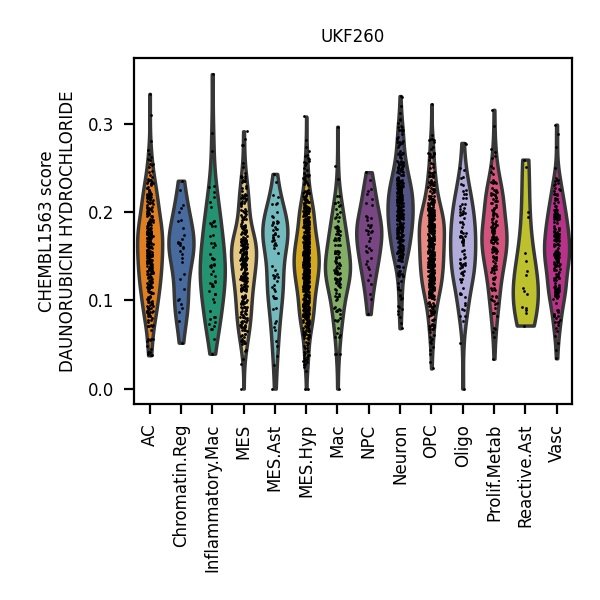 UKF260
CHEMBL1563 score
DAUNORUBICIN HYDROCHLORIDE
0.3
0.2
0.1
0.0
AC
Chromatin.Reg
Inflammatory.Mac
MES
MES.Ast
MES.Hyp
Mac
NPC
Neuron
OPC
Oligo
Prolif.Metab
Reactive.Ast
Vasc